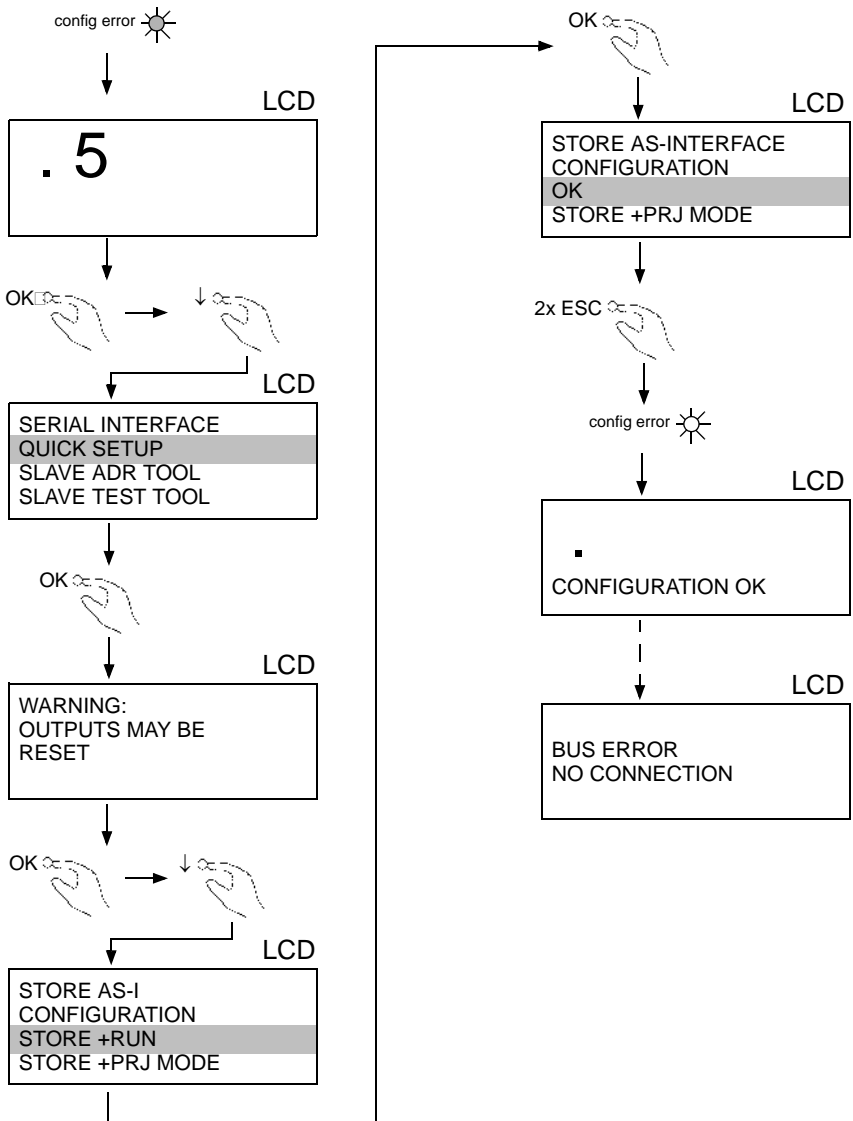 config error
LCD
. 5
OK
↓
LCD
SERIAL INTERFACE
QUICK SETUP
SLAVE ADR TOOL
SLAVE TEST TOOL
OK
LCD
WARNING:
OUTPUTS MAY BE
RESET
OK
↓
LCD
STORE AS-I
CONFIGURATION
STORE +RUN
STORE +PRJ MODE
OK
LCD
STORE AS-INTERFACE
CONFIGURATION
OK
STORE +PRJ MODE
2x ESC
config error
LCD
.
CONFIGURATION OK
LCD
BUS ERROR
NO CONNECTION